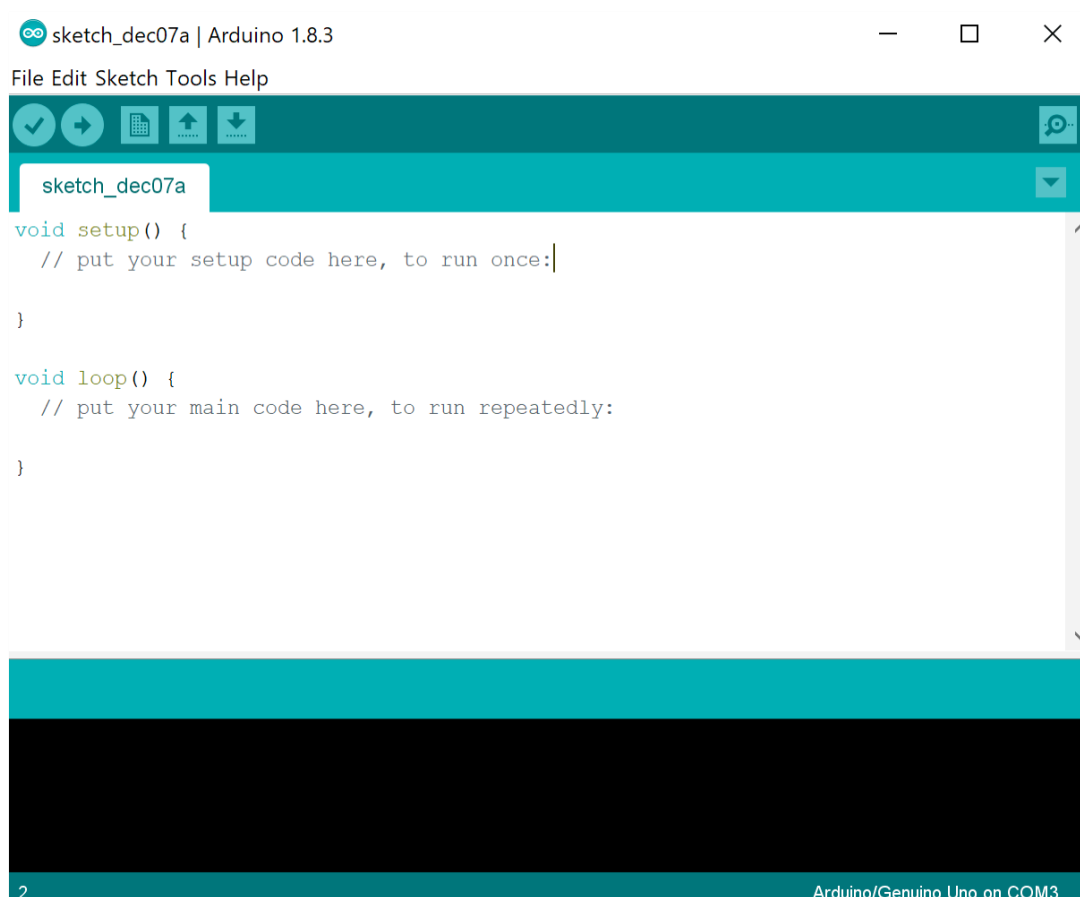 sketch_dec07a | Arduino 1.8.3
File Edit Sketch Tools Help
sketch_dec07a
void setup() {
  // put your setup code here, to run once:

}

void loop() {
  // put your main code here, to run repeatedly:

}
2
Arduino/Genuino Uno on COM3